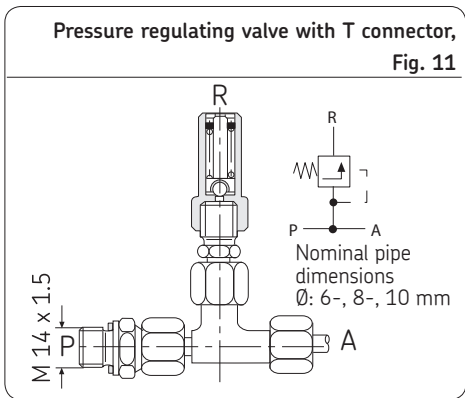 Pressure regulating valve with T connector,
Fig. 11
R
R
P
A
Nominal pipe
dimensions
Ø: 6-, 8-, 10 mm
M 14 x 1.5
P
A